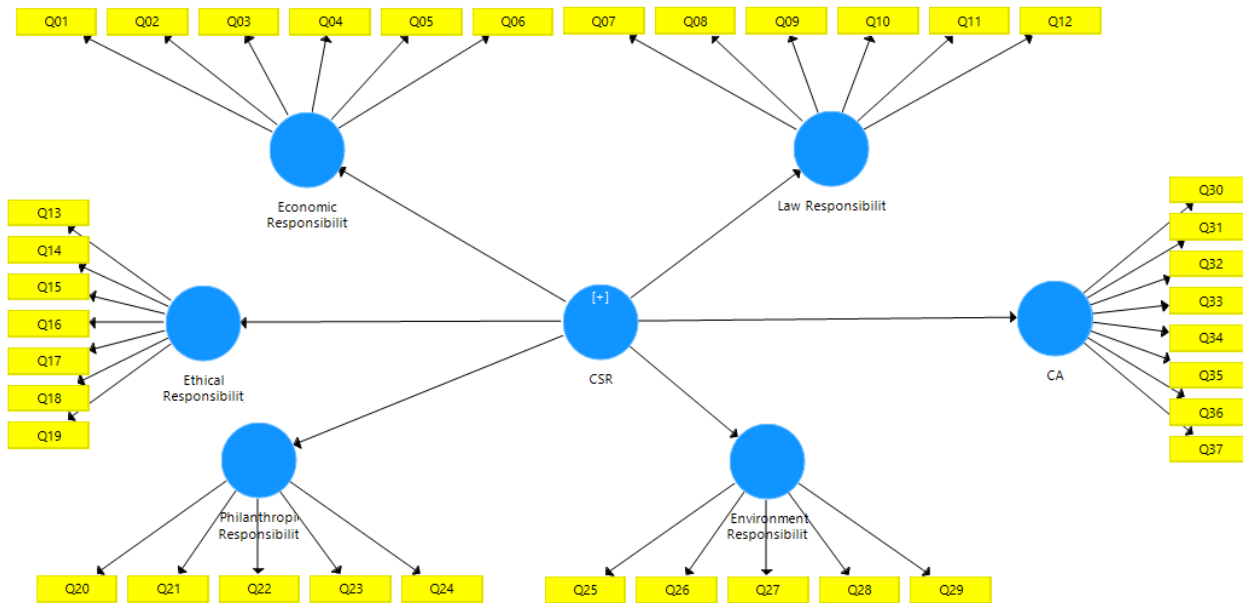 Q01
Q02
Q03
Q04
Q05
Q06
Q07
Q08
Q09
Q10
Q11
Q12
Economic
Responsibilit
Law Responsibilit
Q13
Q14
Q15
Q16
Q17
Q18
Q19
Ethical
Responsibilit
[+]
CSR
CA
Q30
Q31
Q32
Q33
Q34
Q35
Q36
Q37
Philanthropi
Responsibilit
Environment
Responsibilit
Q20
Q21
Q22
Q23
Q24
Q25
Q26
Q27
Q28
Q29